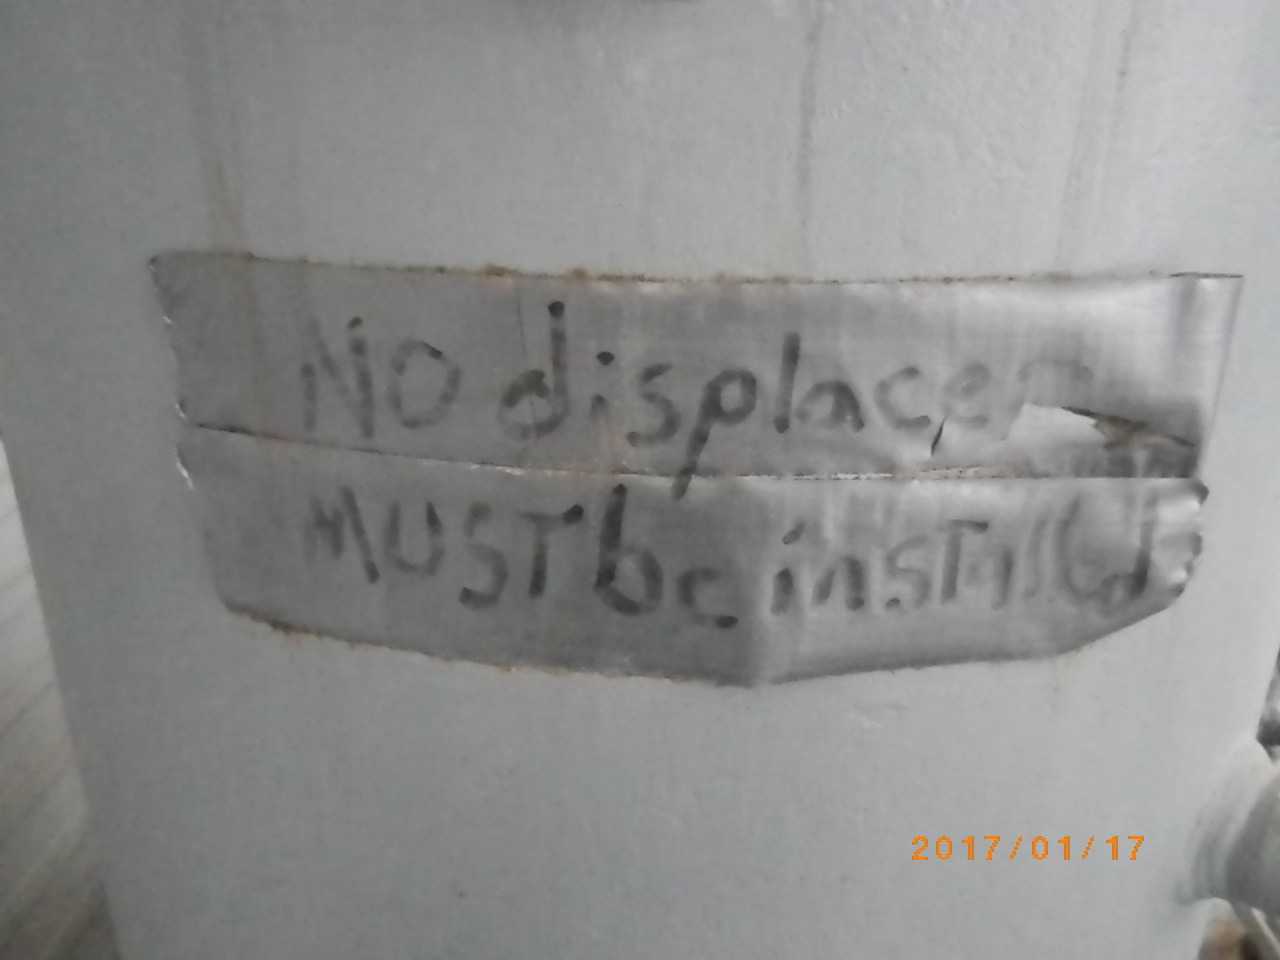 NO displacer
MUST be inSTalled
2017/01/17